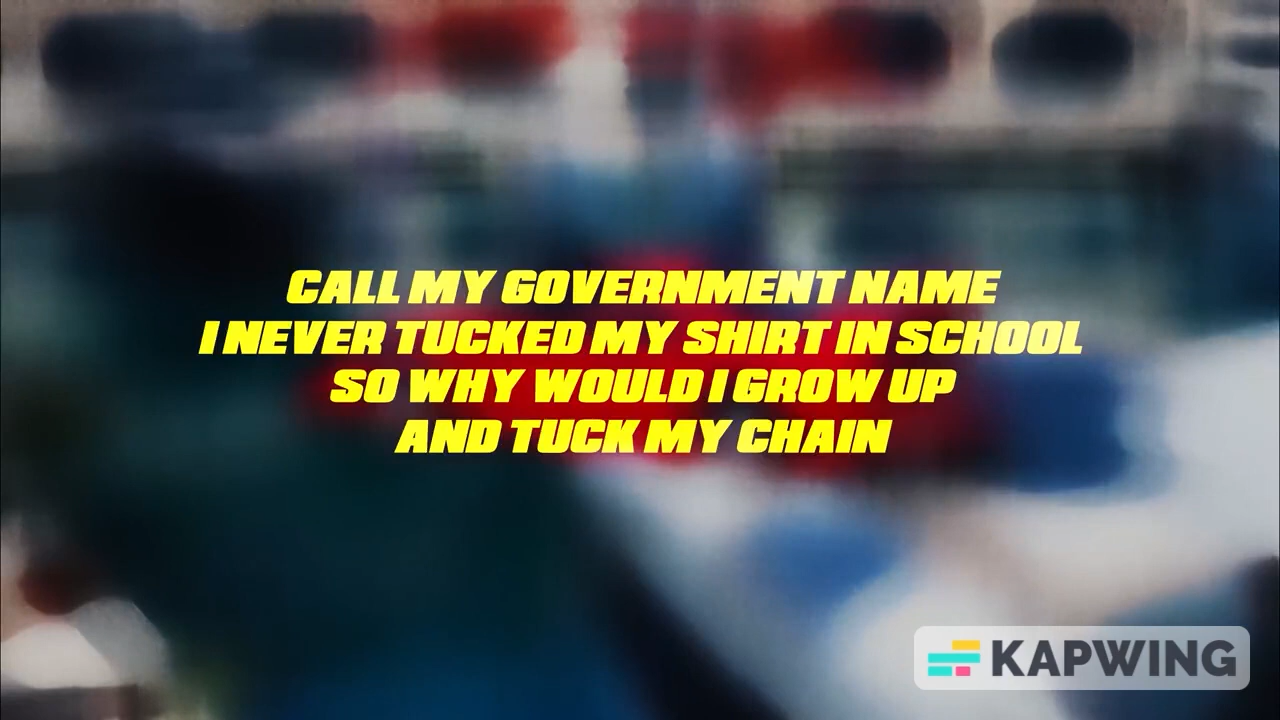 CALL MY GOVERNMENT NAME
I NEVER TUCKED MY SHIRT IN SCHOOL
SO WHY WOULD I GROW UP
AND TUCK MY CHAIN
KAPWING